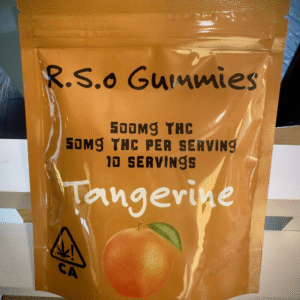 R.S.O Gummies
500mg THC
50mg THC PER SERVING
10 SERVINGS
Tangerine
CA